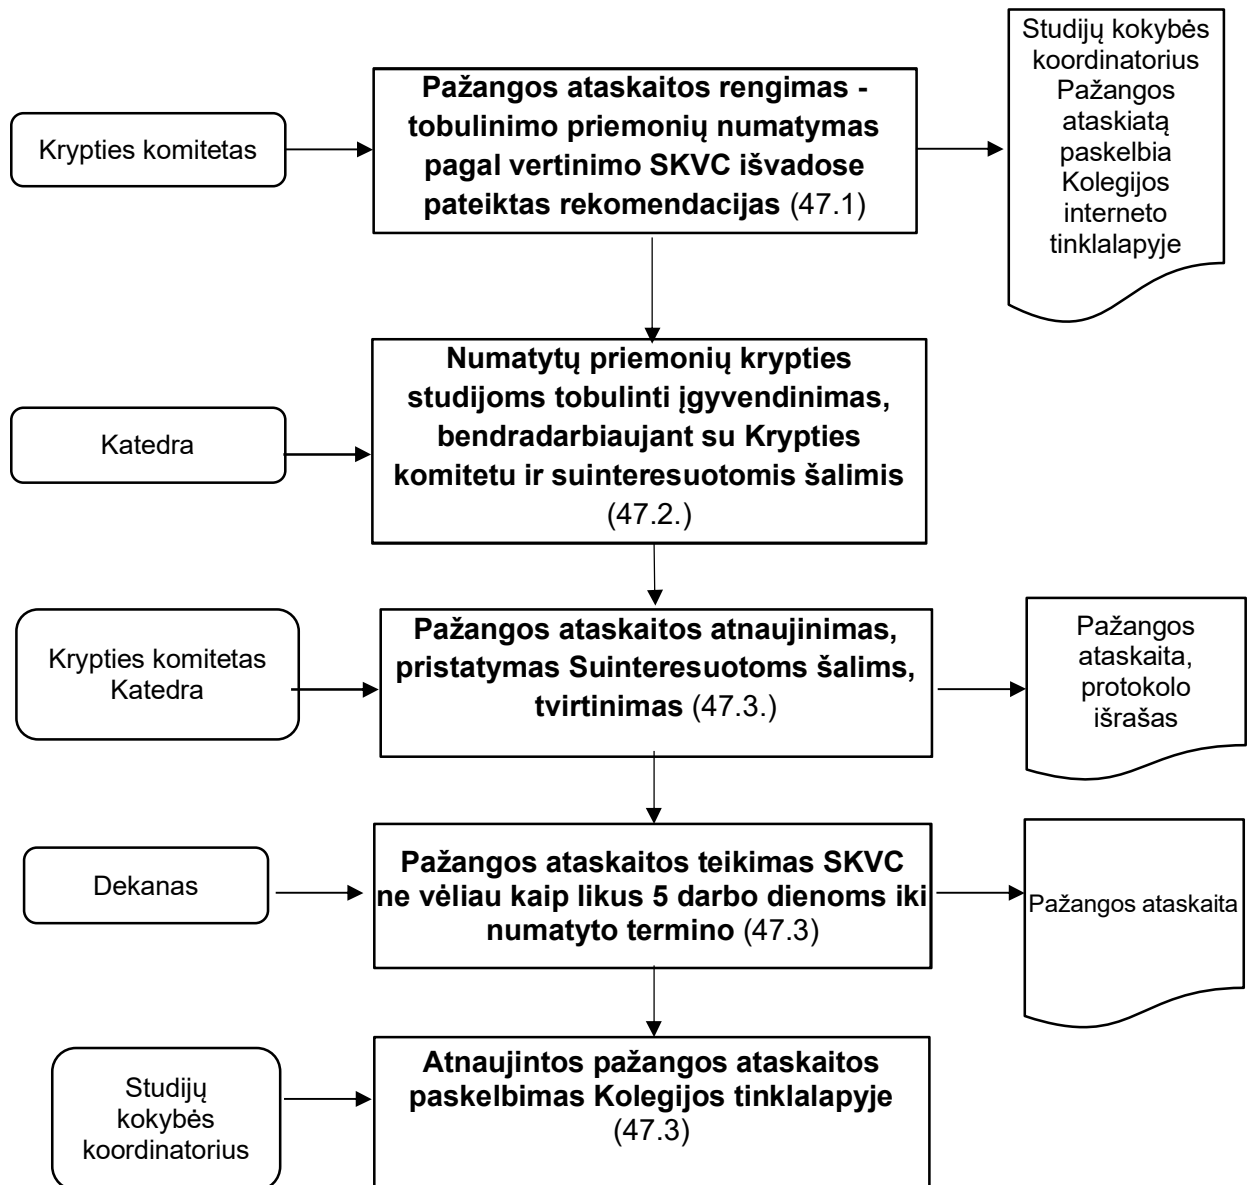 Krypties komitetas
Pažangos ataskaitos rengimas -
tobulinimo priemonių numatymas
pagal vertinimo SKVC išvadose
pateiktas rekomendacijas (47.1)
Studijų kokybės
koordinatorius
Pažangos
ataskiatą
paskelbia
Kolegijos
interneto
tinklalapyje
Katedra
Numatytų priemonių krypties
studijoms tobulinti įgyvendinimas,
bendradarbiaujant su Krypties
komitetu ir suinteresuotomis šalimis
(47.2.)
Krypties komitetas
Katedra
Pažangos ataskaitos atnaujinimas,
pristatymas Suinteresuotoms šalims,
tvirtinimas (47.3.)
Pažangos
ataskaita,
protokolo
išrašas
Dekanas
Pažangos ataskaitos teikimas SKVC
ne vėliau kaip likus 5 darbo dienoms iki
numatyto termino (47.3)
Pažangos ataskaita
Studijų
kokybės
koordinatorius
Atnaujintos pažangos ataskaitos
paskelbimas Kolegijos tinklalapyje
(47.3)